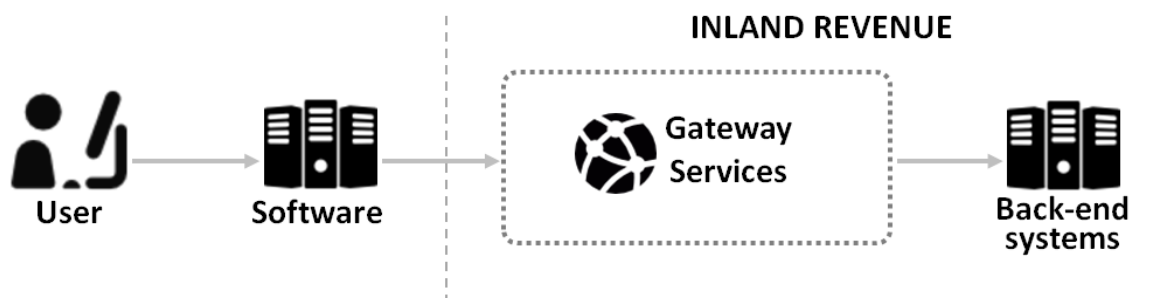 INLAND REVENUE
Gateway
Services
User
Software
Back-end
systems